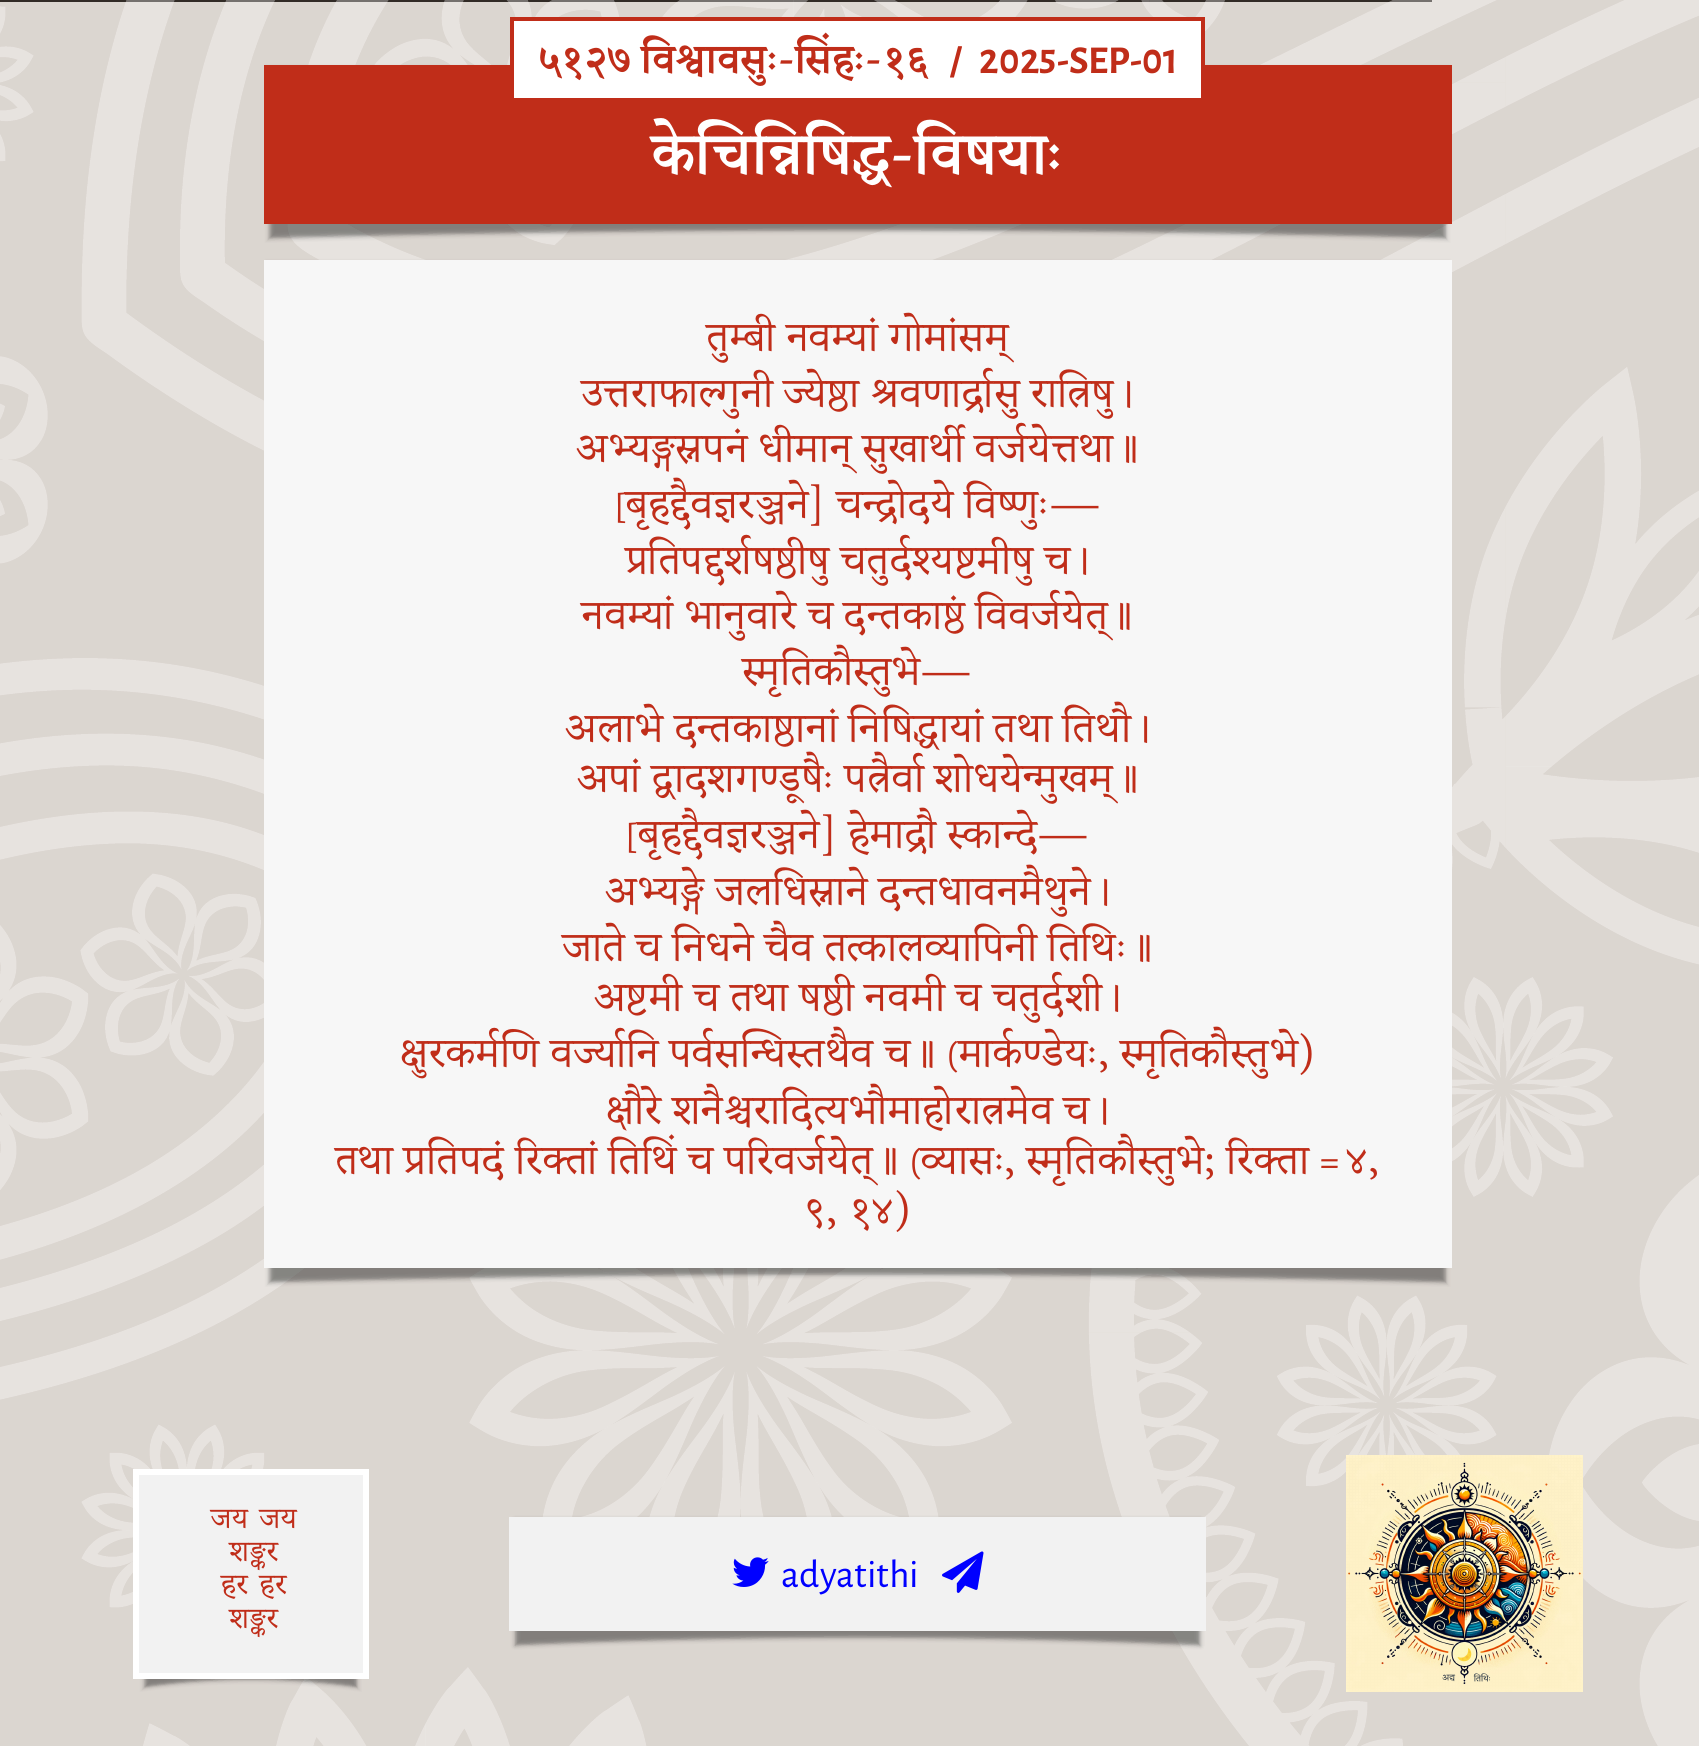 ५१२७ विश्वावसुः-सिंहः-१६ / 2025-SEP-01
केचिन्निषिद्ध-विषयाः
तुम्बी नवम्यां गोमांसम्
उत्तराफाल्गुनी ज्येष्ठा श्रवणार्द्रासु रात्रिषु।
अभ्यङ्गस्नपनं धीमान् सुखार्थी वर्जयेत्तथा॥
[बृहद्दैवज्ञरञ्जने] चन्द्रोदये विष्णुः—
प्रतिपद्दर्शषष्ठीषु चतुर्दश्यष्टमीषु च।
नवम्यां भानुवारे च दन्तकाष्ठं विवर्जयेत्॥
स्मृतिकौस्तुभे—
अलाभे दन्तकाष्ठानां निषिद्धायां तथा तिथौ।
अपां द्वादशगण्डूषैः पत्रैर्वा शोधयेन्मुखम्॥
[बृहद्दैवज्ञरञ्जने] हेमाद्रौ स्कान्दे—
अभ्यङ्गे जलधिस्नाने दन्तधावनमैथुने।
जाते च निधने चैव तत्कालव्यापिनी तिथिः॥
अष्टमी च तथा षष्ठी नवमी च चतुर्दशी।
क्षुरकर्मणि वर्ज्यानि पर्वसन्धिस्तथैव च॥ (मार्कण्डेयः, स्मृतिकौस्तुभे)
क्षौरे शनैश्चरादित्यभौमाहोरात्रमेव च।
तथा प्रतिपदं रिक्तां तिथिं च परिवर्जयेत्॥ (व्यासः, स्मृतिकौस्तुभे; रिक्ता = ४,
९, १४)
जय जय
शङ्कर
हर हर
शङ्कर
adyatithi
अद्य तिथिः